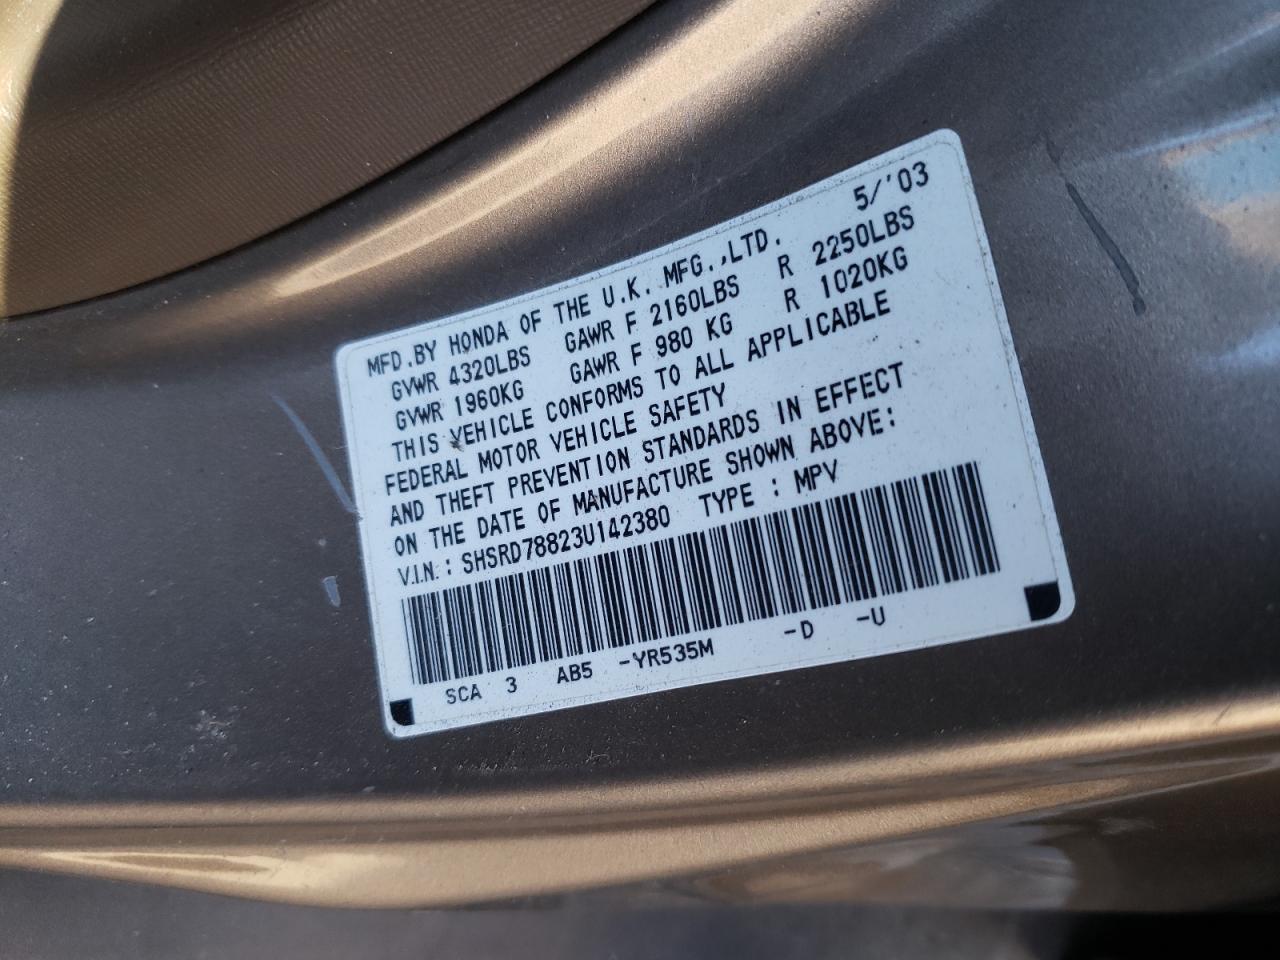 MFD.BY HONDA OF THE U.K. MFG.,LTD. 5/'03
GVWR 4320LBS GAWR F 2160LBS R 2250LBS
GVWR 1960KG GAWR F 980 KG R 1020KG
THIS VEHICLE CONFORMS TO ALL APPLICABLE
FEDERAL MOTOR VEHICLE SAFETY
AND THEFT PREVENTION STANDARDS IN EFFECT
ON THE DATE OF MANUFACTURE SHOWN ABOVE:
V.I.N.: SHSRD78823U142380 TYPE : MPV
SCA 3 AB5 -YR535M -D -U